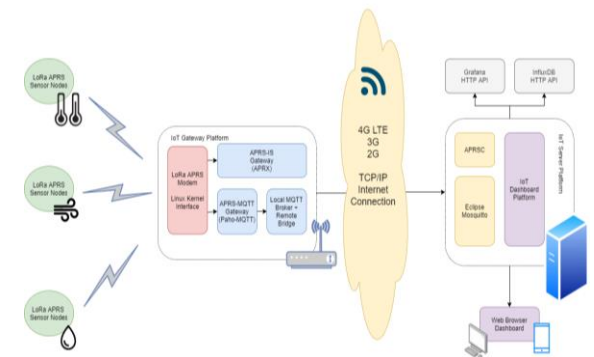 LoRa APRS
Sensor Nodes
LoRa APRS
Sensor Nodes
LoRa APRS
Sensor Nodes
IoT Gateway Platform
LoRa APRS
Modem
Linux Kernel
Interface
APRS-IS
Gateway
(APRX)
APRS-MQTT
Gateway
(Paho-MQTT)
Local MQTT
Broker +
Remote
Bridge
4G LTE
3G
2G
TCP/IP
Internet
Connection
Grafana
HTTP API
InfluxDB
HTTP API
IoT Server Platform
APRSC
Eclipse
Mosquitto
IoT
Dashboard
Platform
Web Browser
Dashboard